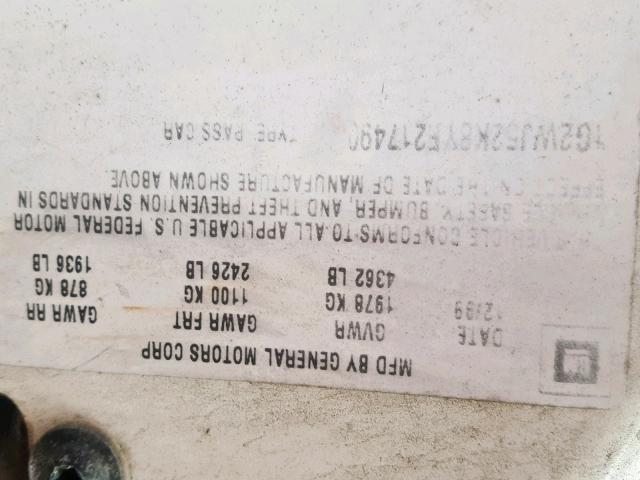 MFD BY GENERAL MOTORS CORP
DATE: GVWR GAWR FRT GAWR RR
12/99 1978 KG 1100 KG 878 KG
4362 LB 2426 LB 1936 LB
VEHICLE CONFORMS TO ALL APPLICABLE U.S. FEDERAL MOTOR
SAFETY, BUMPER, AND THEFT PREVENTION STANDARDS IN
EFFECT ON THE DATE OF MANUFACTURE SHOWN ABOVE.
1G2WJ52K8YF217490 TYPE: PASS CAR